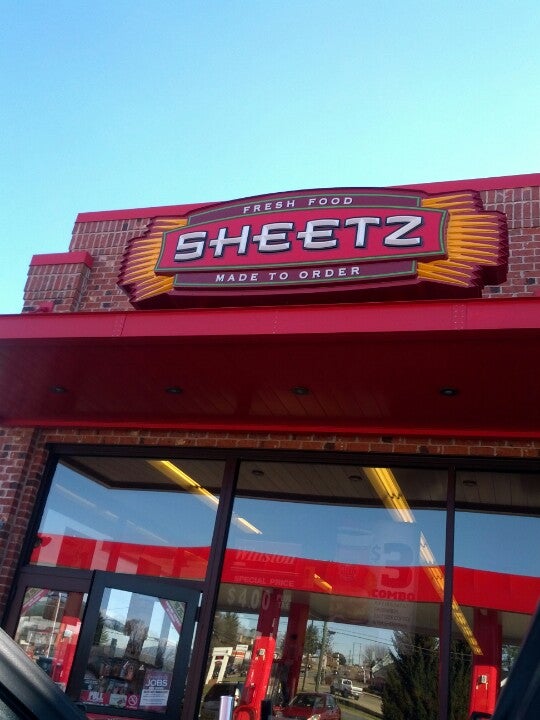 FRESH FOOD
SHEETZ
MADE TO ORDER
Winston
SPECIAL PRICE
$3
COMBO
JOBS